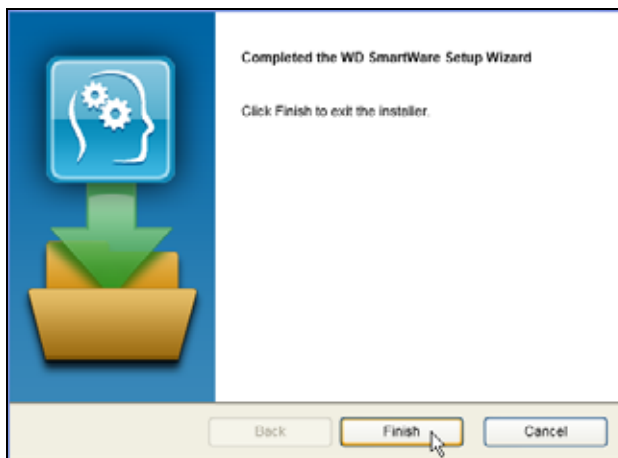 Completed the WD SmartWare Setup Wizard
Click Finish to exit the installer.
Back
Finish
Cancel